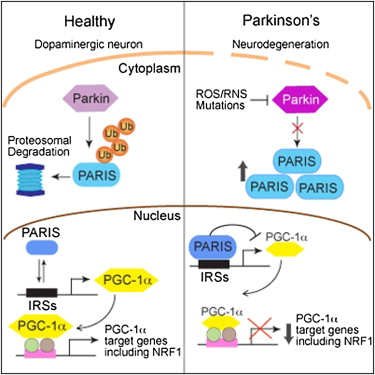 Healthy
Dopaminergic neuron
Cytoplasm
Parkin
Ub
Ub
Ub
Ub
Proteosomal
Degradation
PARIS
Nucleus
PARIS
IRSs
PGC-1α
PGC-1α
PGC-1α
target genes
including NRF1
Parkinson's
Neurodegeneration
ROS/RNS
Mutations
Parkin
PARIS
PARIS
PARIS
PARIS
IRSs
PGC-1α
PGC-1α
PGC-1α
target genes
including NRF1